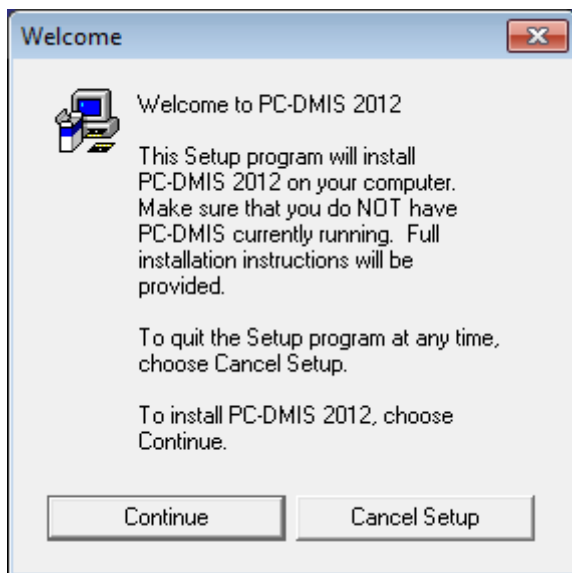 Welcome
Welcome to PC-DMIS 2012
This Setup program will install
PC-DMIS 2012 on your computer.
Make sure that you do NOT have
PC-DMIS currently running.  Full
installation instructions will be
provided.
To quit the Setup program at any time,
choose Cancel Setup.
To install PC-DMIS 2012, choose
Continue.
Continue
Cancel Setup